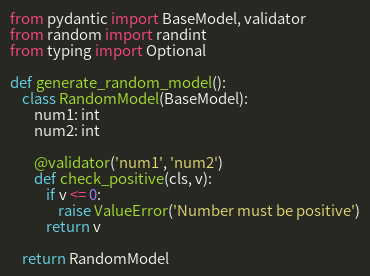 from pydantic import BaseModel, validator
from random import randint
from typing import Optional

def generate_random_model():
    class RandomModel(BaseModel):
        num1: int
        num2: int

        @validator('num1', 'num2')
        def check_positive(cls, v):
            if v <= 0:
                raise ValueError('Number must be positive')
            return v

    return RandomModel